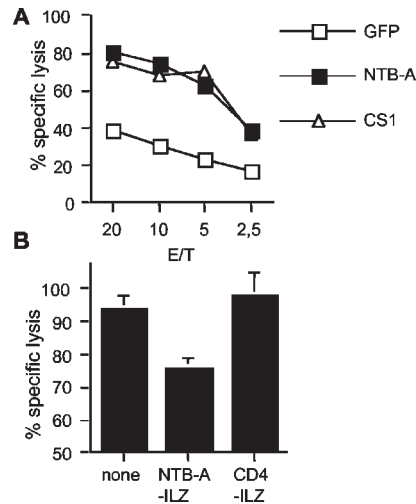 A
% specific lysis
100
80
60
40
20
0
20 10 5 2,5
E/T
GFP
NTB-A
CS1
B
% specific lysis
100
90
80
70
60
50
none NTB-A CD4
-ILZ -ILZ